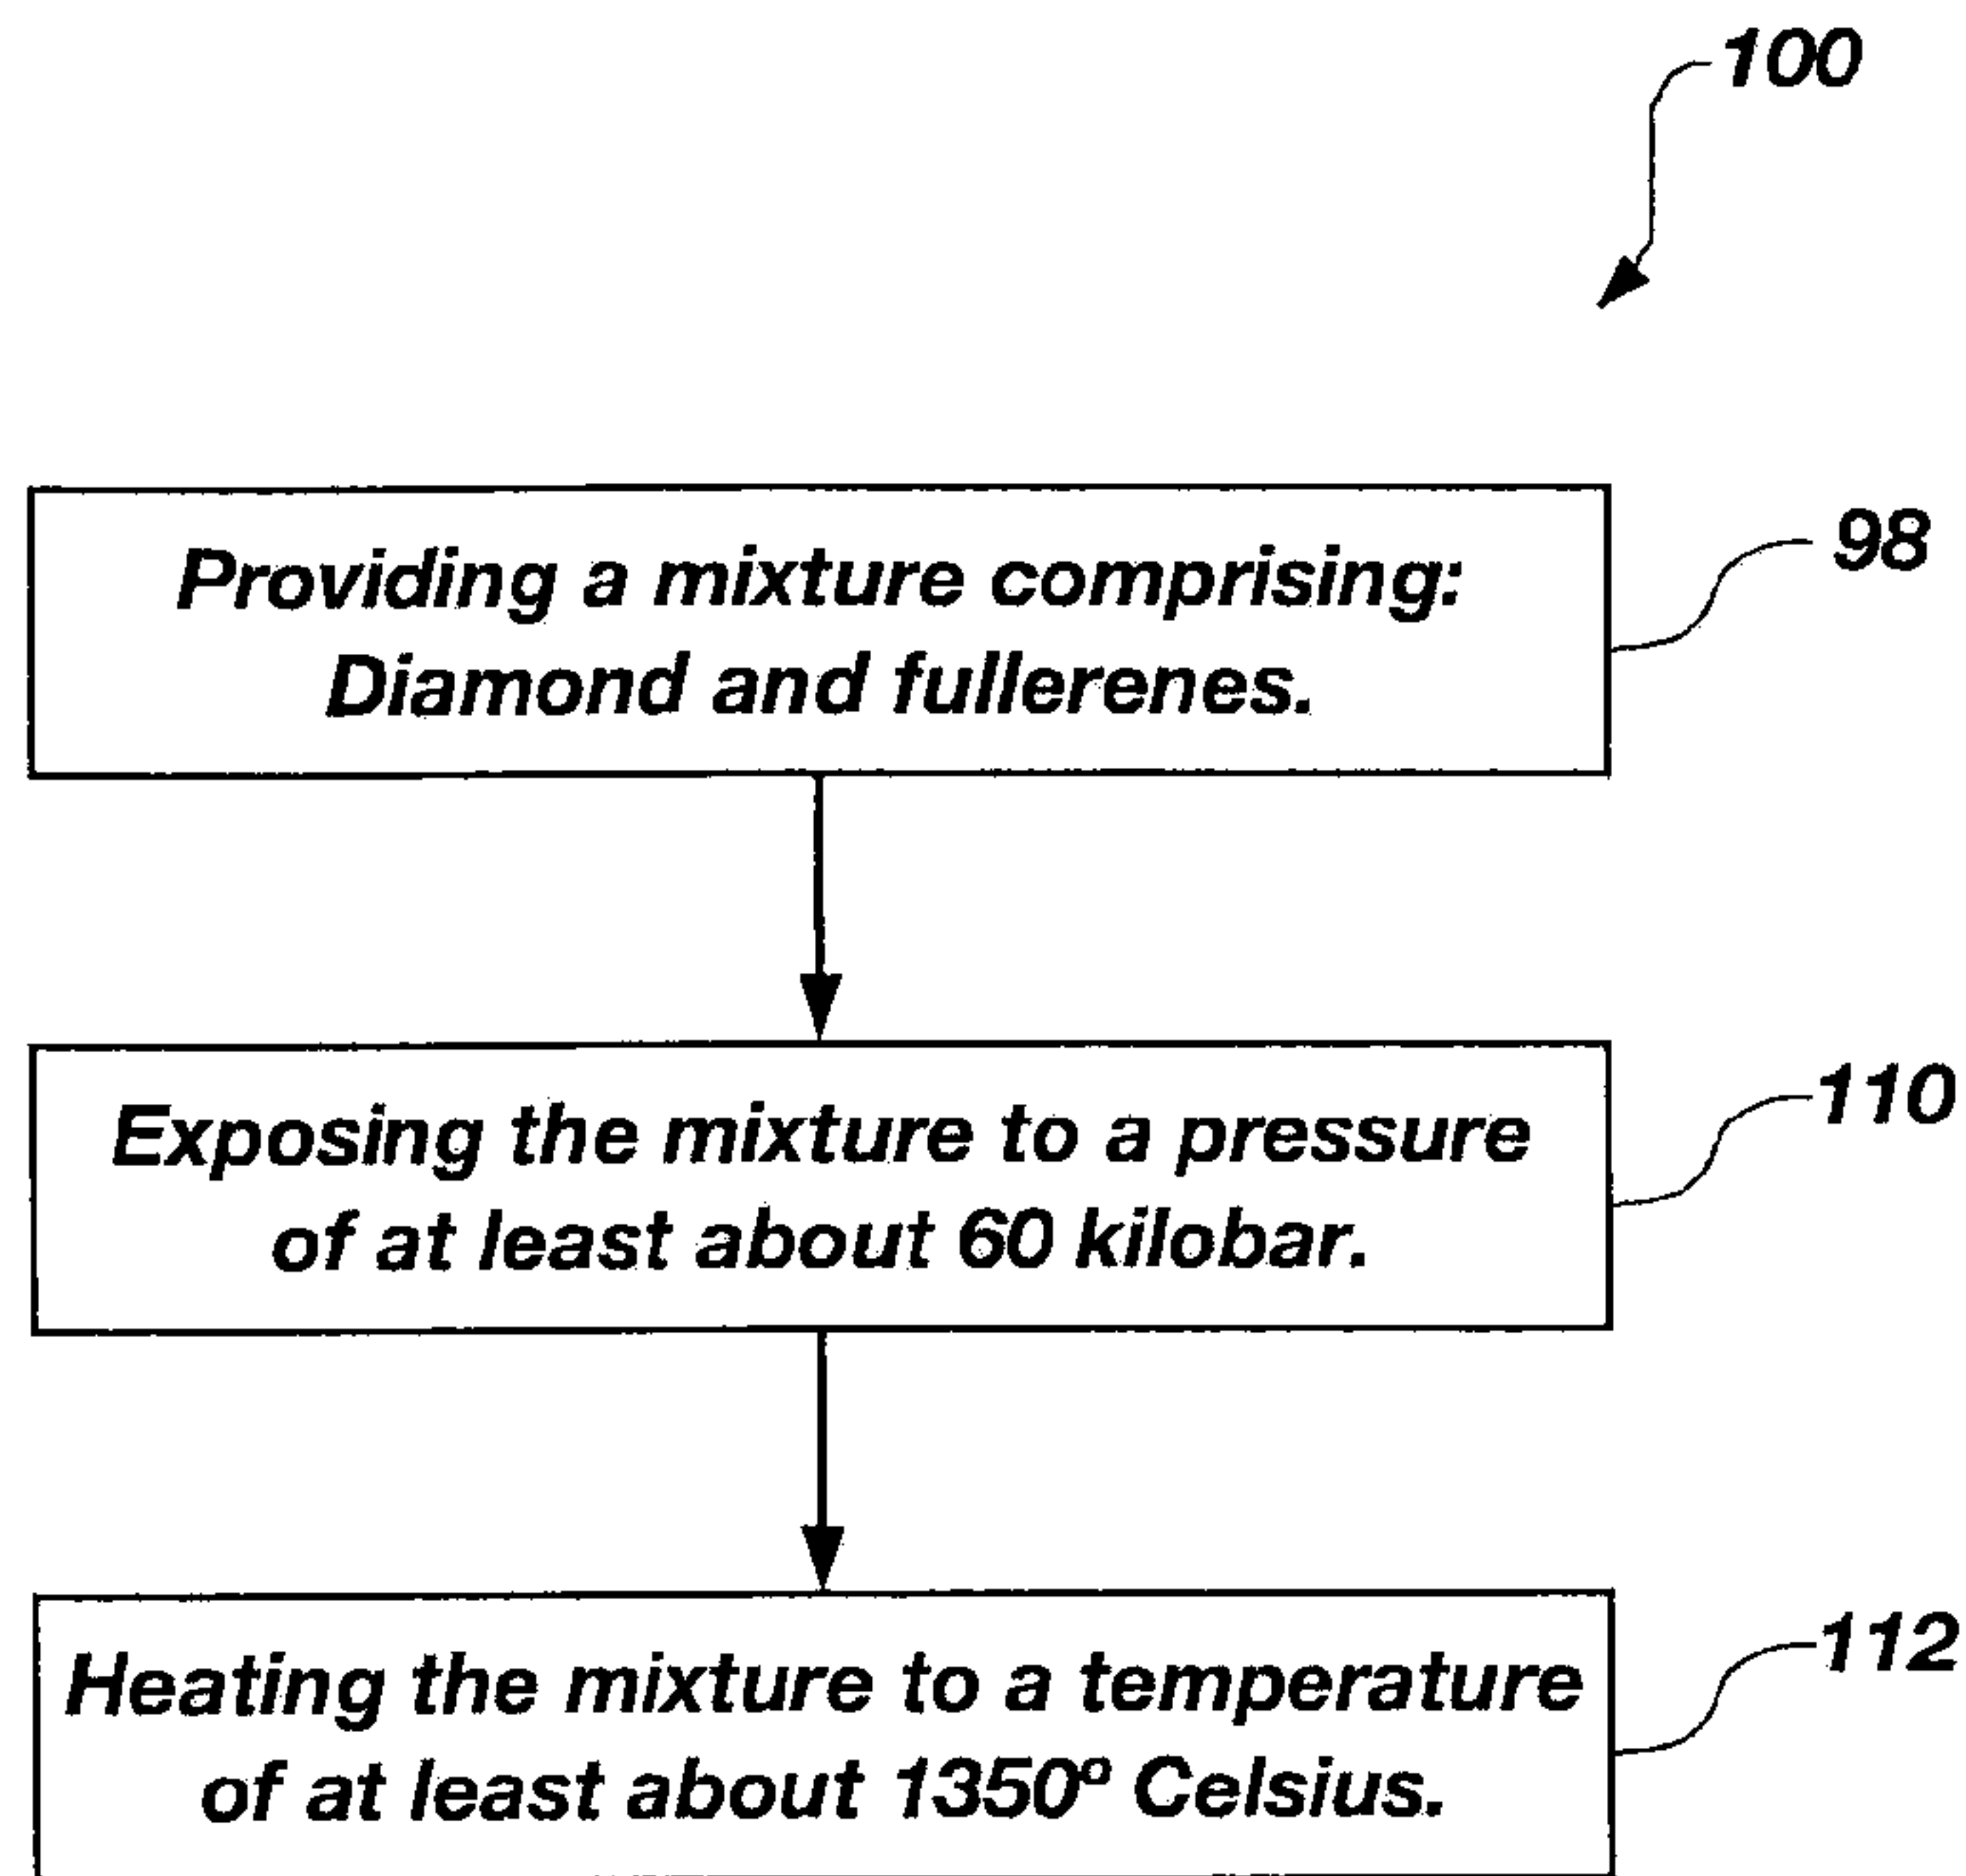 100
Providing a mixture comprising:
Diamond and fullerenes.
98
Exposing the mixture to a pressure
of at least about 60 kilobar.
110
Heating the mixture to a temperature
of at least about 1350º Celsius.
112